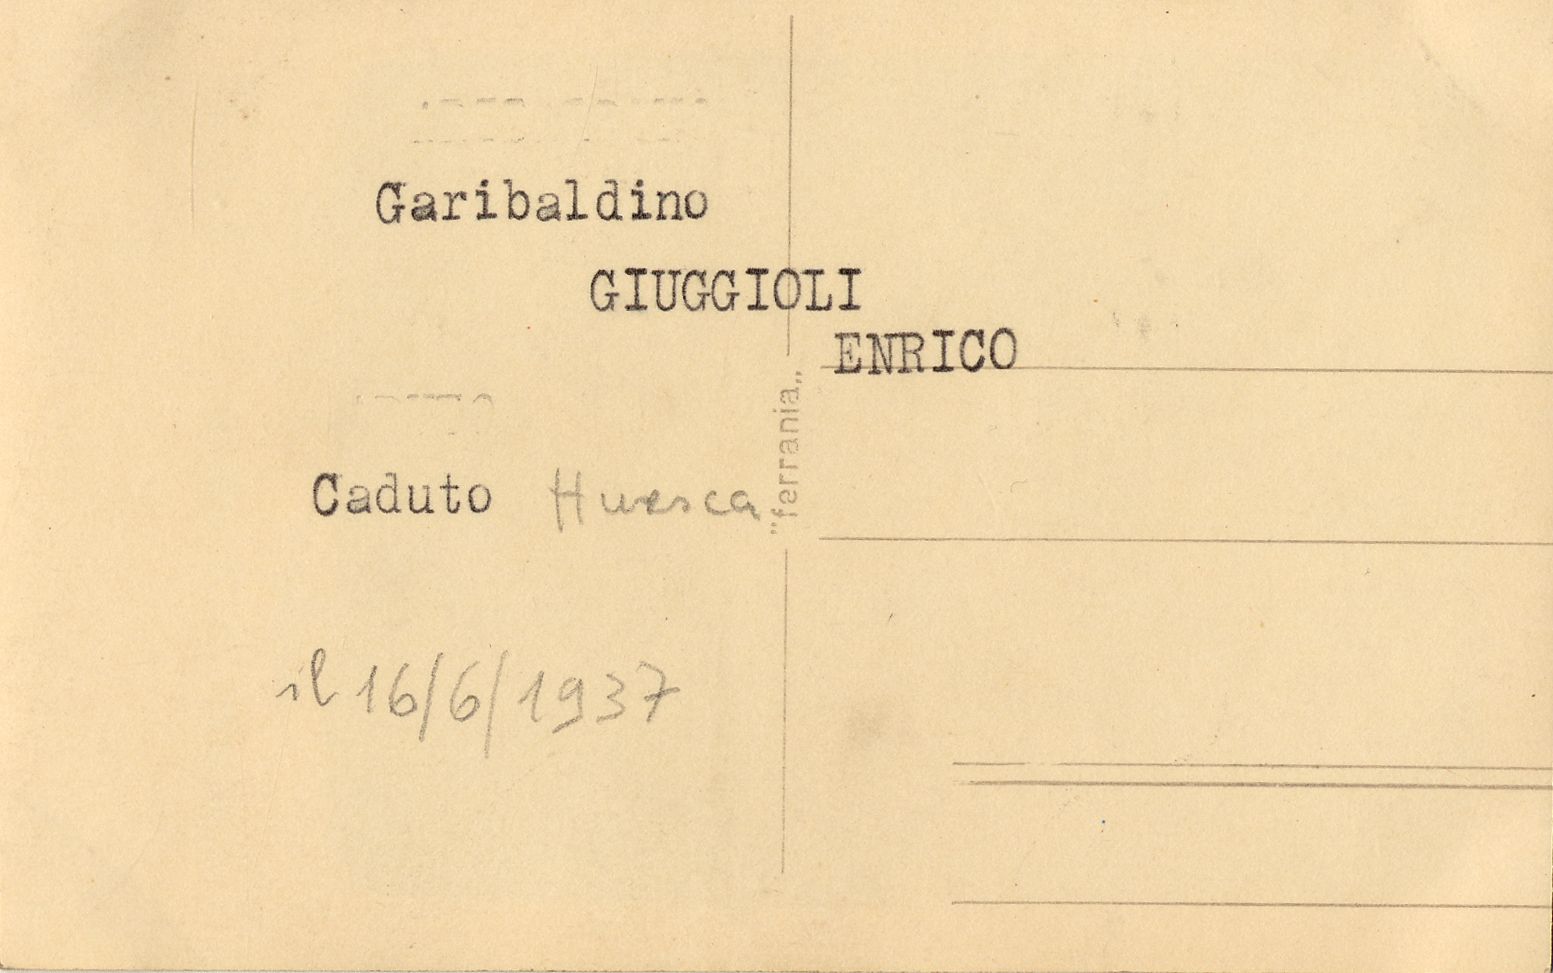 Garibaldino
GIUGGIOLI
ENRICO
Caduto Huesca
"ferrania„
il 16/6/1937